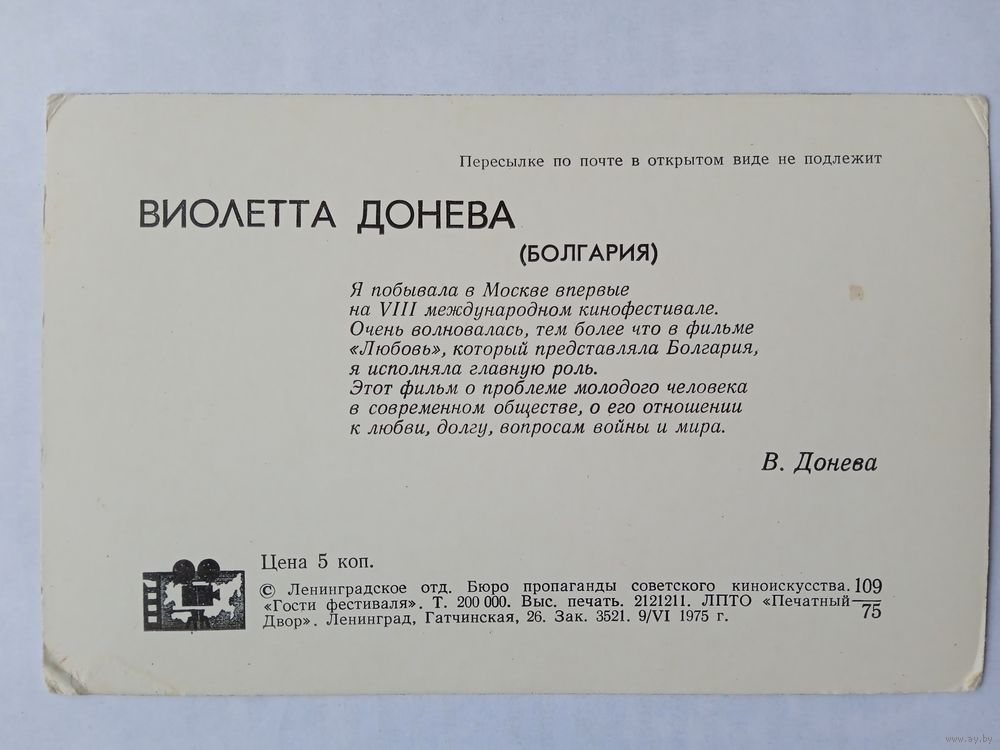 Пересылке по почте в открытом виде не подлежит
ВИОЛЕТТА ДОНЕВА
(БОЛГАРИЯ)
Я побывала в Москве впервые
на VIII международном кинофестивале.
Очень волновалась, тем более что в фильме
«Любовь», который представляла Болгария,
я исполняла главную роль.
Этот фильм о проблеме молодого человека
в современном обществе, о его отношении
к любви, долгу, вопросам войны и мира.
В. Донева
Цена 5 коп.
© Ленинградское отд. Бюро пропаганды советского киноискусства. 109
«Гости фестиваля». Т. 200 000. Выс. печать. 2121211. ЛПТО «Печатный
75
Двор». Ленинград, Гатчинская, 26. Зак. 3521. 9/VI 1975 г.
www.ay.by